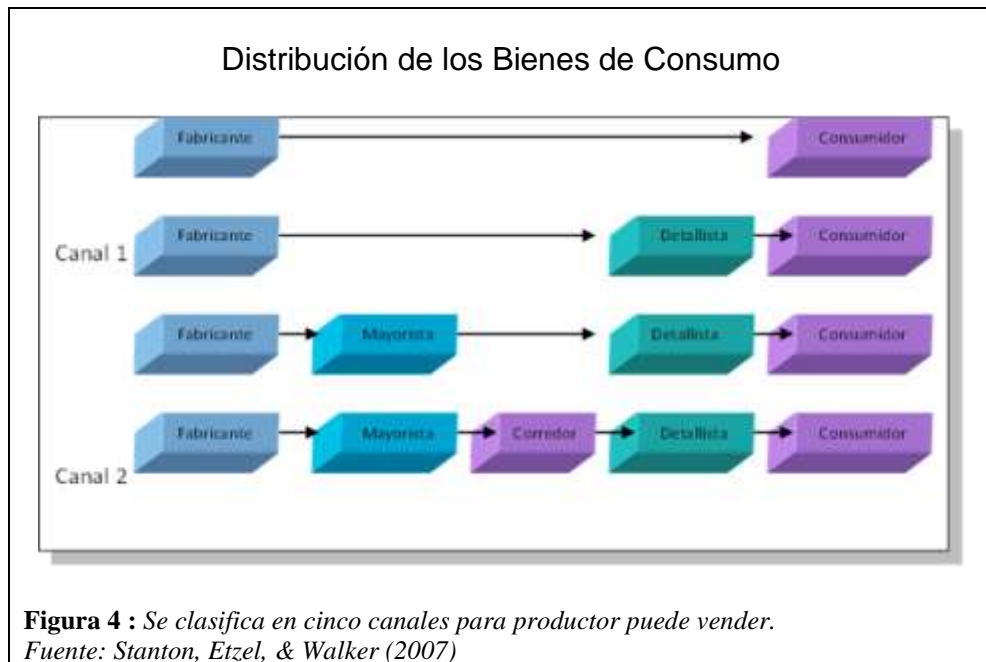 Distribución de los Bienes de Consumo
Fabricante Consumidor
Canal 1 Fabricante Detallista Consumidor
Fabricante Mayorista Detallista Consumidor
Canal 2 Fabricante Mayorista Corredor Detallista Consumidor
Figura 4 : Se clasifica en cinco canales para productor puede vender.
Fuente: Stanton, Etzel, & Walker (2007)